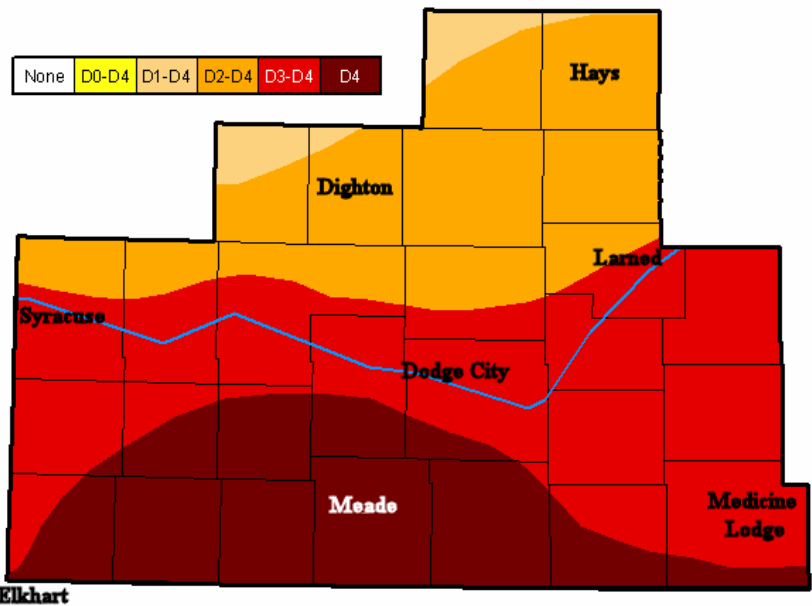 Hays
None D0-D4 D1-D4 D2-D4 D3-D4 D4
Dighton
Larned
Syracuse
Dodge City
Meade
Medicine
Lodge
Elkhart